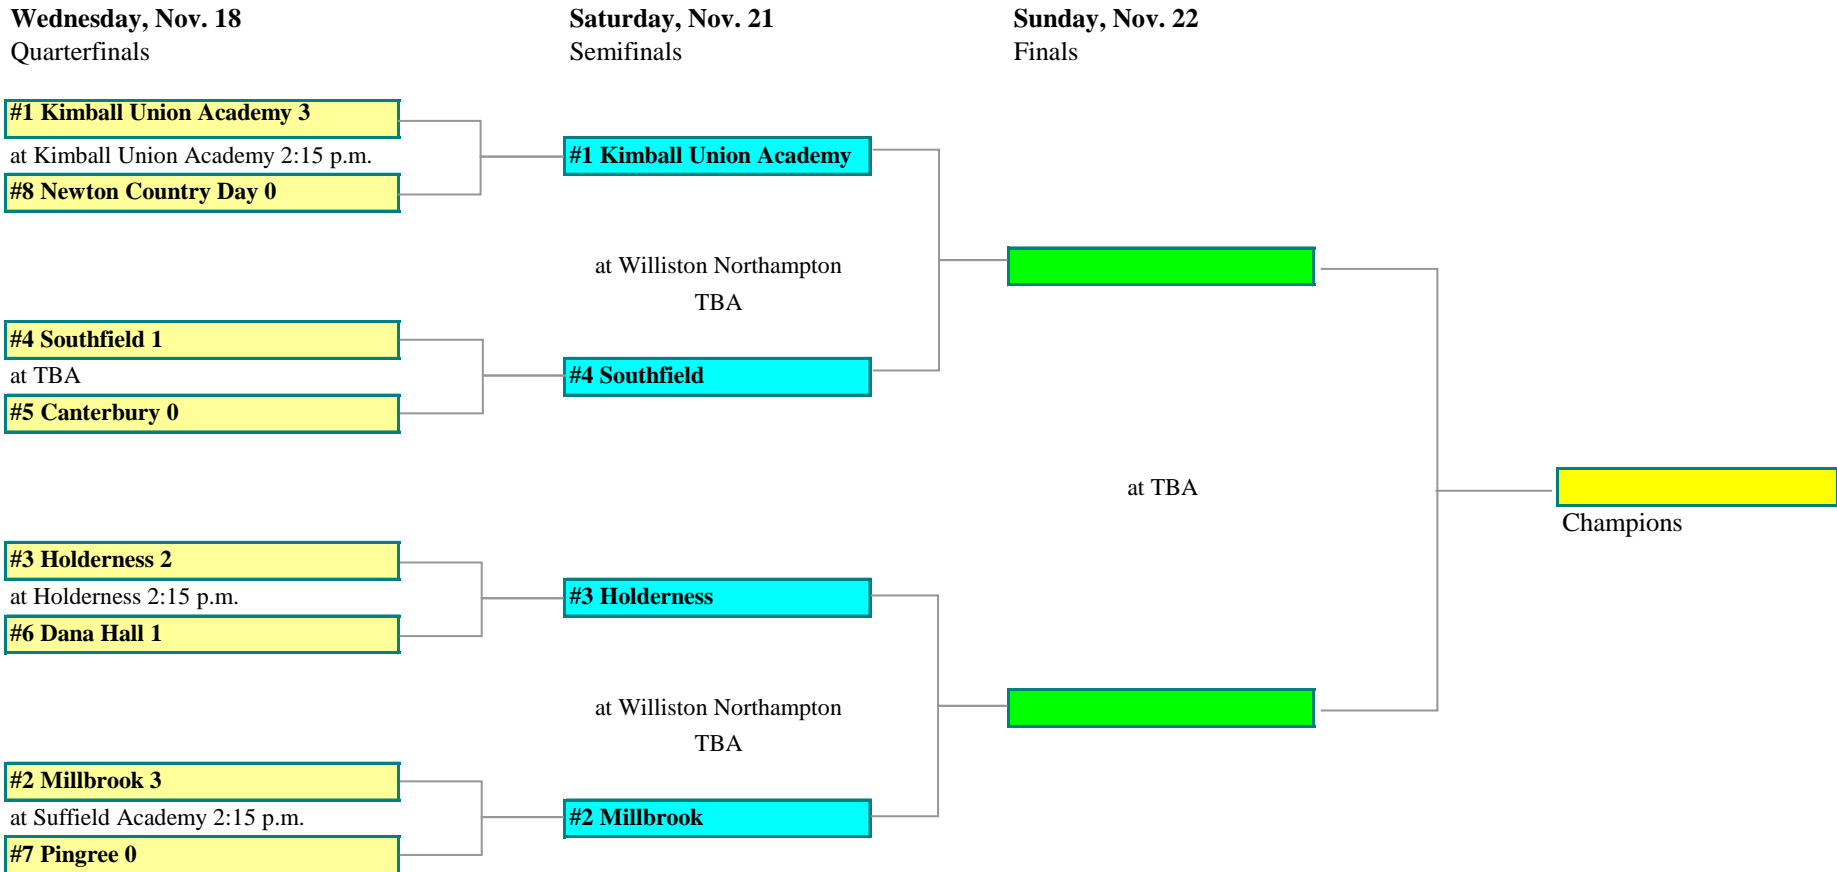 Wednesday, Nov. 18
Quarterfinals
Saturday, Nov. 21
Semifinals
Sunday, Nov. 22
Finals
#1 Kimball Union Academy 3
at Kimball Union Academy 2:15 p.m.
#8 Newton Country Day 0
#1 Kimball Union Academy
at Williston Northampton
TBA
#4 Southfield 1
at TBA
#5 Canterbury 0
#4 Southfield
at TBA
Champions
#3 Holderness 2
at Holderness 2:15 p.m.
#6 Dana Hall 1
#3 Holderness
at Williston Northampton
TBA
#2 Millbrook 3
at Suffield Academy 2:15 p.m.
#7 Pingree 0
#2 Millbrook